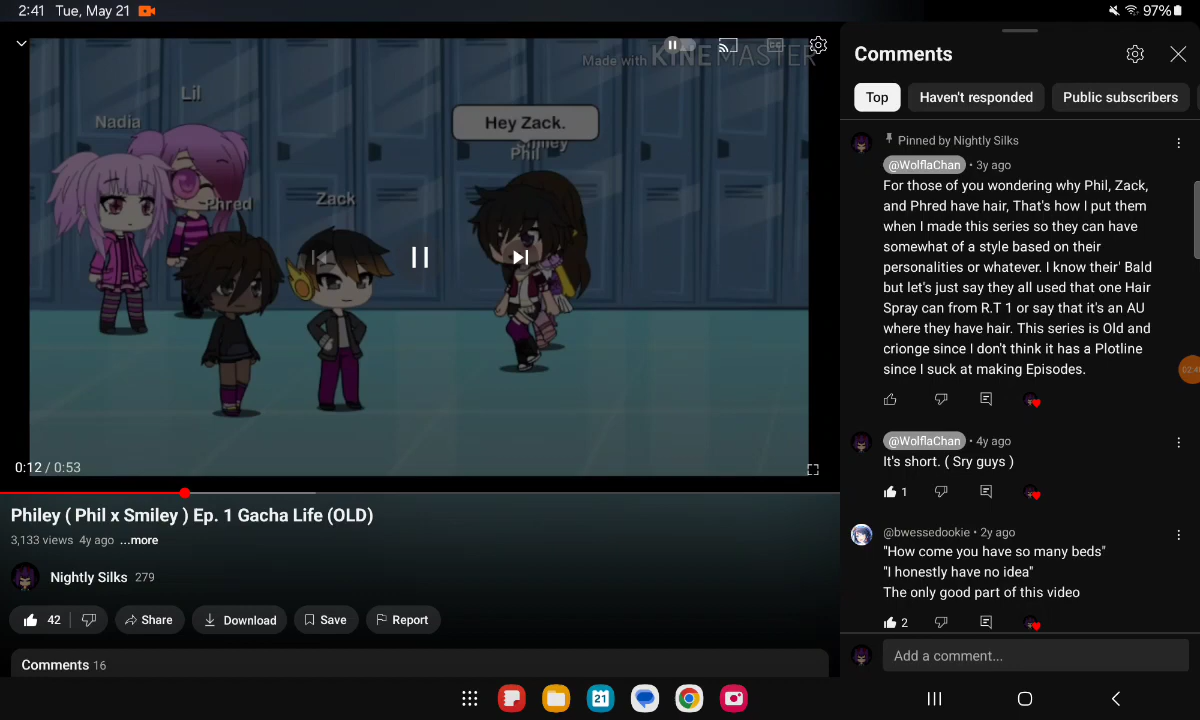 2:41 Tue, May 21
97%
Made with KINEMASTER
Lil
Nadia
Hey Zack.
Smiley
Phil
Phred
Zack
0:12 / 0:53
Philey ( Phil x Smiley ) Ep. 1 Gacha Life (OLD)
3,133 views 4y ago ...more
Nightly Silks 279
42 Share Download Save Report
Comments 16
21
Comments
Top Haven't responded Public subscribers
Pinned by Nightly Silks
@WolflaChan • 3y ago
For those of you wondering why Phil, Zack,
and Phred have hair, That's how I put them
when I made this series so they can have
somewhat of a style based on their
personalities or whatever. I know their' Bald
but let's just say they all used that one Hair
Spray can from R.T 1 or say that it's an AU
where they have hair. This series is Old and
crionge since I don't think it has a Plotline
since I suck at making Episodes.
@WolflaChan • 4y ago
It's short. ( Sry guys )
1
@bwessedookie • 2y ago
"How come you have so many beds"
"I honestly have no idea"
The only good part of this video
2
Add a comment...